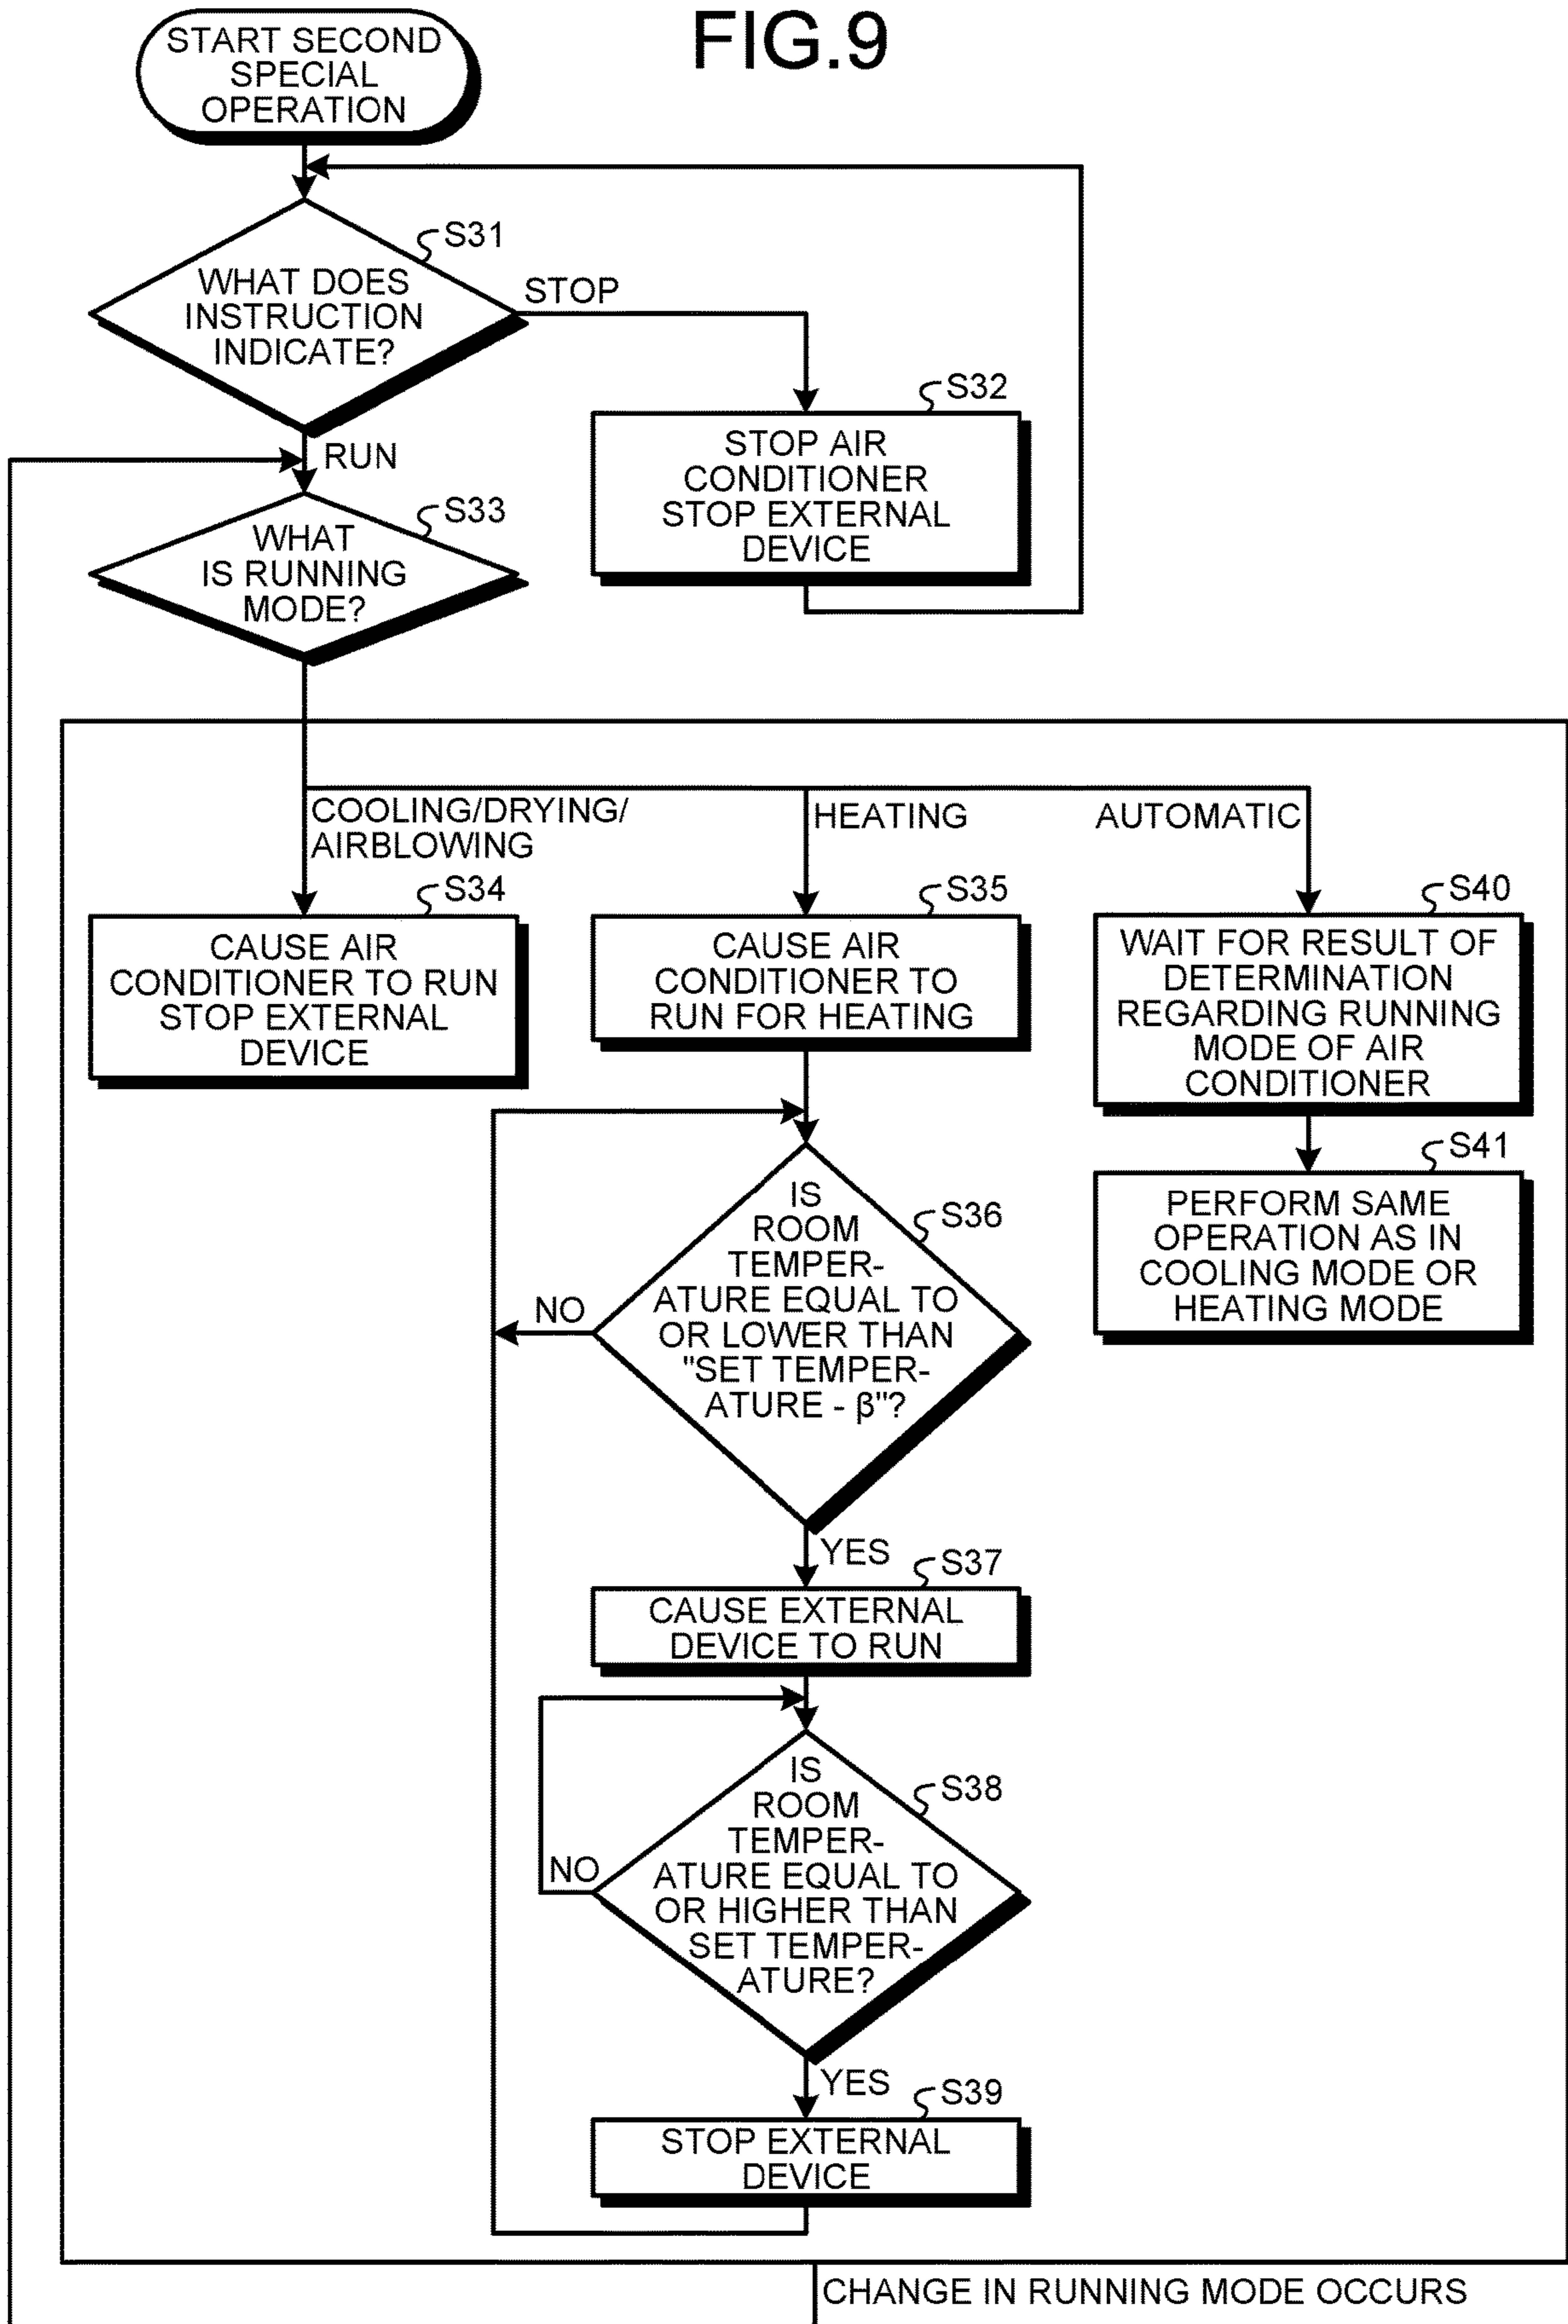 FIG.9
START SECOND
SPECIAL
OPERATION
S31
WHAT DOES
INSTRUCTION
INDICATE?
STOP
S32
STOP AIR
CONDITIONER
STOP EXTERNAL
DEVICE
RUN
S33
WHAT
IS RUNNING
MODE?
COOLING/DRYING/
AIRBLOWING
HEATING
AUTOMATIC
S34
CAUSE AIR
CONDITIONER TO RUN
STOP EXTERNAL
DEVICE
S35
CAUSE AIR
CONDITIONER TO
RUN FOR HEATING
S40
WAIT FOR RESULT OF
DETERMINATION
REGARDING RUNNING
MODE OF AIR
CONDITIONER
S41
PERFORM SAME
OPERATION AS IN
COOLING MODE OR
HEATING MODE
S36
IS
ROOM
TEMPER-
ATURE EQUAL TO
OR LOWER THAN
"SET TEMPER-
ATURE - β"?
NO
YES
S37
CAUSE EXTERNAL
DEVICE TO RUN
S38
IS
ROOM
TEMPER-
ATURE EQUAL TO
OR HIGHER THAN
SET TEMPER-
ATURE?
NO
YES
S39
STOP EXTERNAL
DEVICE
CHANGE IN RUNNING MODE OCCURS